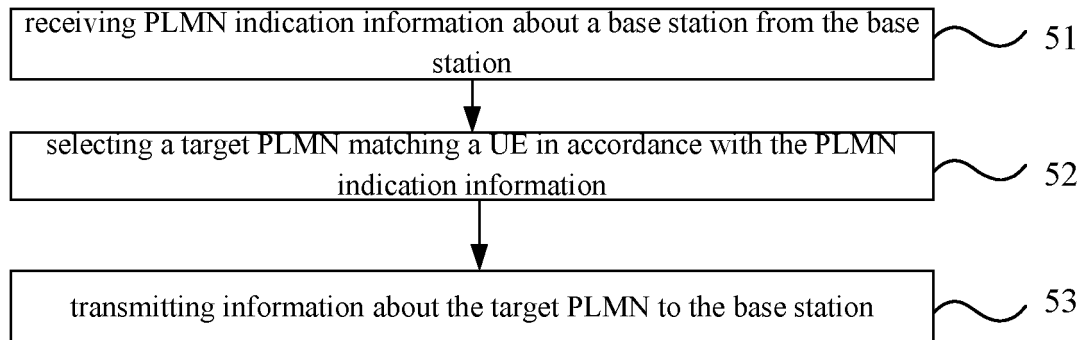 receiving PLMN indication information about a base station from the base
station
51
selecting a target PLMN matching a UE in accordance with the PLMN
indication information
52
transmitting information about the target PLMN to the base station
53